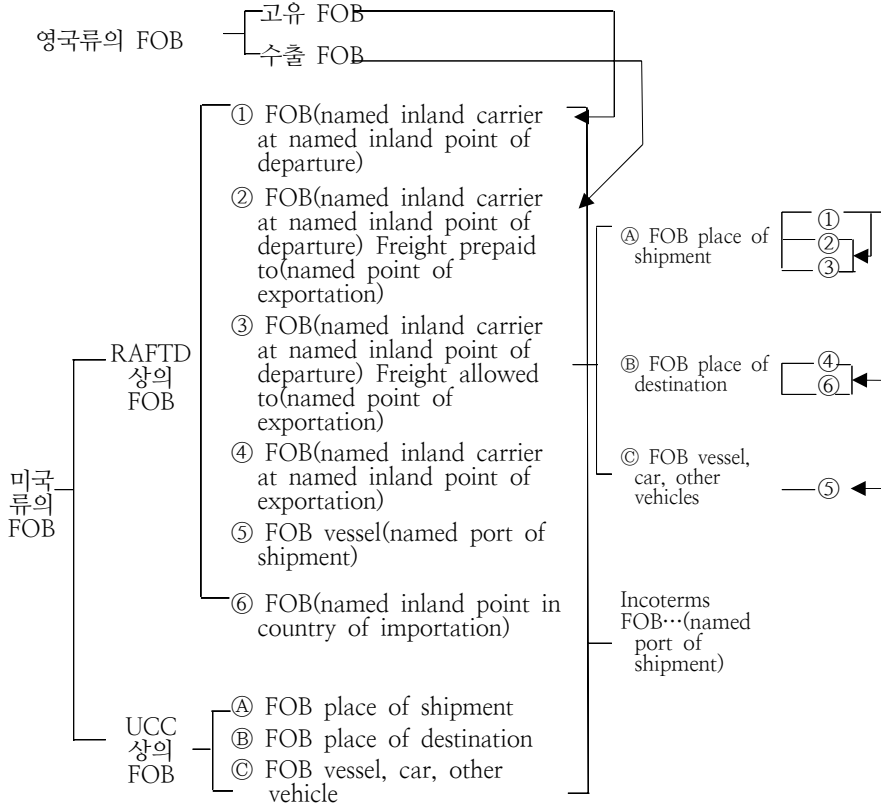 고유 FOB
영국류의 FOB
수출 FOB
① FOB(named inland carrier
at named inland point of
departure)
② FOB(named inland carrier
at named inland point of
departure) Freight prepaid
to(named point of
exportation)
③ FOB(named inland carrier
at named inland point of
departure) Freight allowed
to(named point of
exportation)
④ FOB(named inland carrier
at named inland point of
exportation)
⑤ FOB vessel(named port of
shipment)
⑥ FOB(named inland point in
country of importation)
RAFTD
상의
FOB
미국
류의
FOB
UCC
상의
FOB
Ⓐ FOB place of shipment
Ⓑ FOB place of destination
Ⓒ FOB vessel, car, other
vehicle
Ⓐ FOB place of
shipment
①
②
③
Ⓑ FOB place of
destination
④
⑥
Ⓒ FOB vessel,
car, other
vehicles
⑤
Incoterms
FOB…(named
port of
shipment)